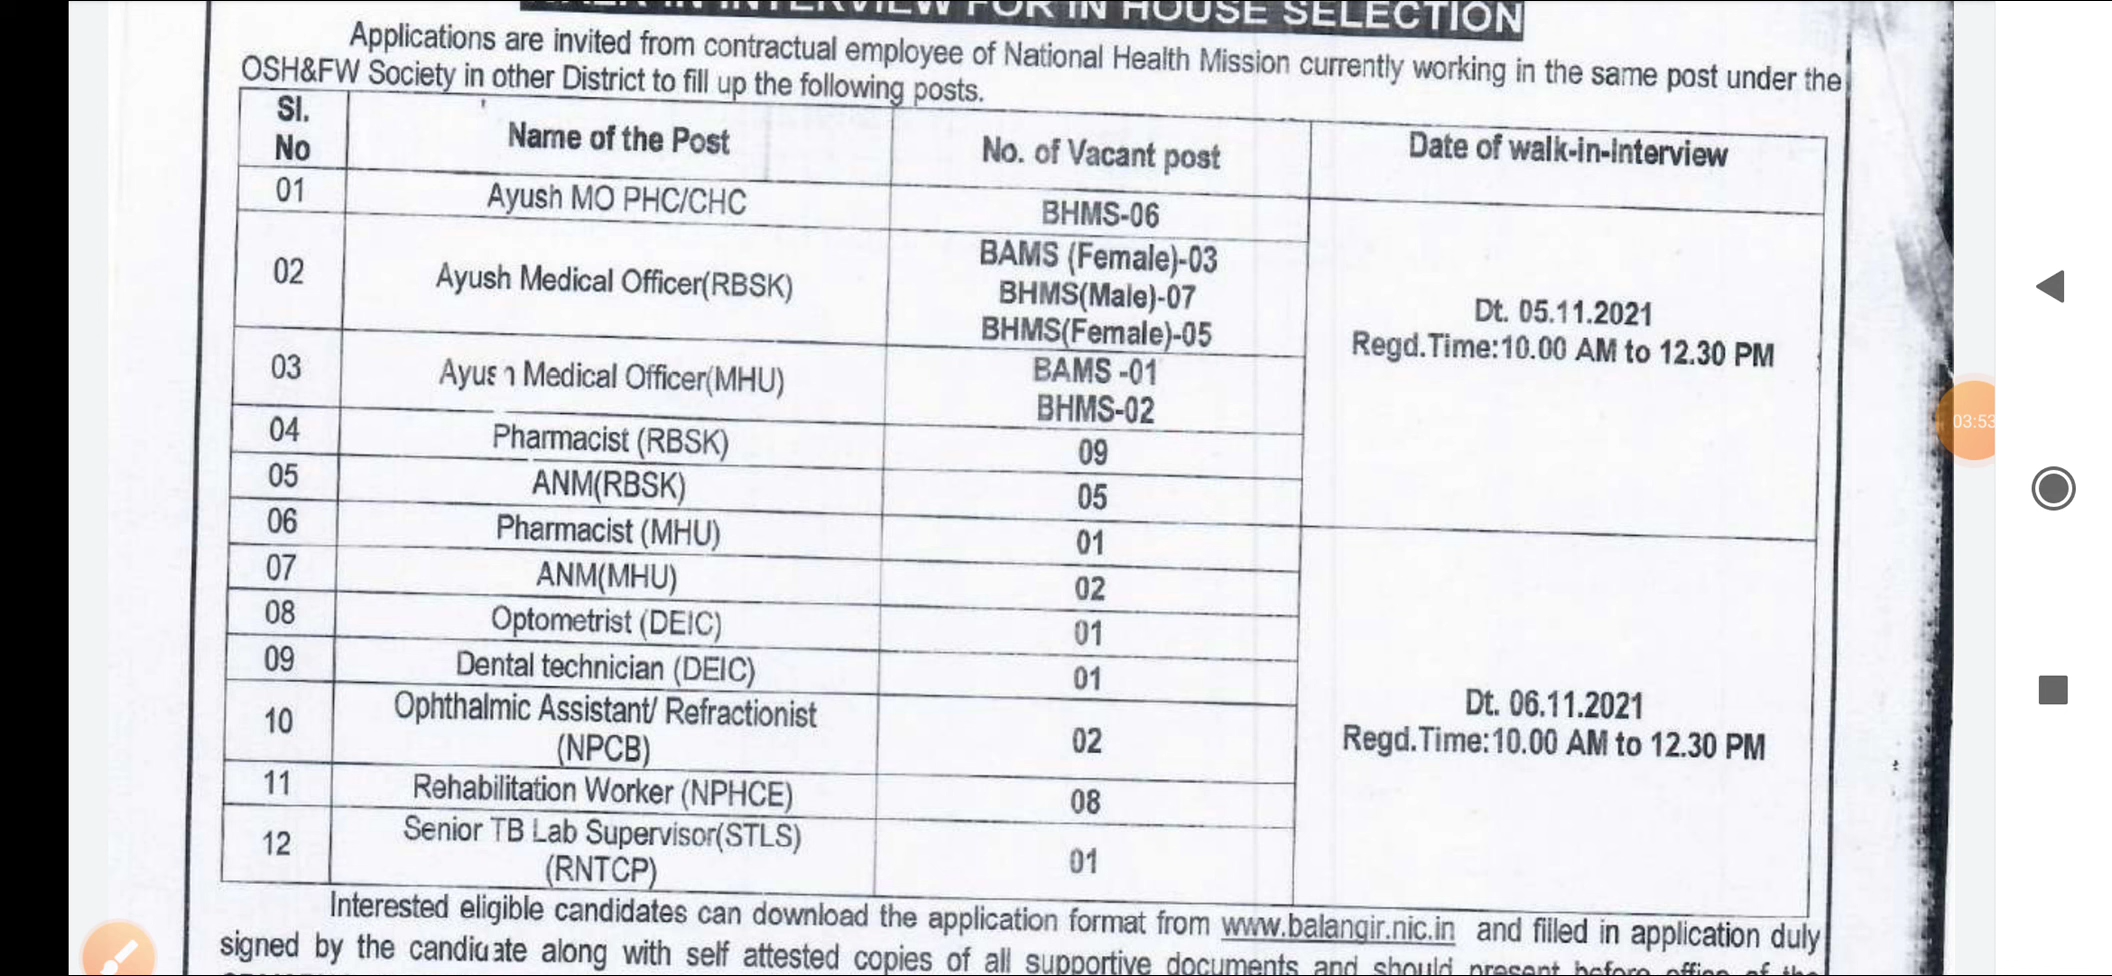 INTERVIEW FOR IN HOUSE SELECTION
Applications are invited from contractual employee of National Health Mission currently working in the same post under the
OSH&FW Society in other District to fill up the following posts.
Sl. No | Name of the Post | No. of Vacant post | Date of walk-in-Interview
01 | Ayush MO PHC/CHC | BHMS-06
02 | Ayush Medical Officer(RBSK) | BAMS (Female)-03
BHMS(Male)-07
BHMS(Female)-05
Dt. 05.11.2021
Regd.Time:10.00 AM to 12.30 PM
03 | Ayush Medical Officer(MHU) | BAMS -01
BHMS-02
04 | Pharmacist (RBSK) | 09
05 | ANM(RBSK) | 05
06 | Pharmacist (MHU) | 01
07 | ANM(MHU) | 02
08 | Optometrist (DEIC) | 01
09 | Dental technician (DEIC) | 01
10 | Ophthalmic Assistant/ Refractionist
(NPCB) | 02
Dt. 06.11.2021
Regd.Time:10.00 AM to 12.30 PM
11 | Rehabilitation Worker (NPHCE) | 08
12 | Senior TB Lab Supervisor(STLS)
(RNTCP) | 01
Interested eligible candidates can download the application format from www.balangir.nic.in and filled in application duly
signed by the candidate along with self attested copies of all supportive documents and should present before office of the
03:53